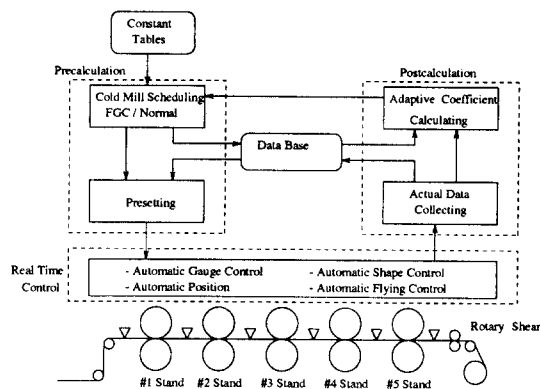 Constant
Tables
Precalculation
Postcalculation
Cold Mill Scheduling
FGC / Normal
Adaptive Coefficient
Calculating
Data Base
Presetting
Actual Data
Collecting
Real Time
Control
- Automatic Gauge Control
- Automatic Shape Control
- Automatic Position
- Automatic Flying Control
Rotary Shear
#1 Stand #2 Stand #3 Stand #4 Stand #5 Stand